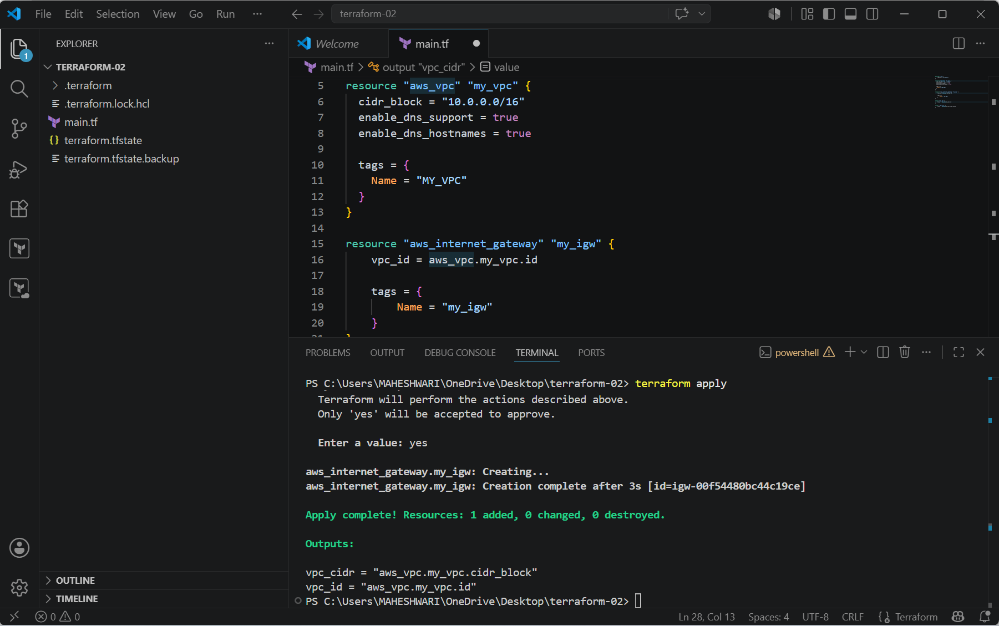 File Edit Selection View Go Run ... terraform-02
EXPLORER
TERRAFORM-02
.terraform
.terraform.lock.hcl
main.tf
terraform.tfstate
terraform.tfstate.backup
OUTLINE
TIMELINE
1
Welcome main.tf
main.tf > output "vpc_cidr" > value
5 resource "aws_vpc" "my_vpc" {
6 cidr_block = "10.0.0.0/16"
7 enable_dns_support = true
8 enable_dns_hostnames = true
9
10 tags = {
11 Name = "MY_VPC"
12 }
13 }
14
15 resource "aws_internet_gateway" "my_igw" {
16 vpc_id = aws_vpc.my_vpc.id
17
18 tags = {
19 Name = "my_igw"
20 }
21 }
PROBLEMS OUTPUT DEBUG CONSOLE TERMINAL PORTS powershell
PS C:\Users\MAHESHWARI\OneDrive\Desktop\terraform-02> terraform apply
Terraform will perform the actions described above.
Only 'yes' will be accepted to approve.
Enter a value: yes
aws_internet_gateway.my_igw: Creating...
aws_internet_gateway.my_igw: Creation complete after 3s [id=igw-00f54480bc44c19ce]
Apply complete! Resources: 1 added, 0 changed, 0 destroyed.
Outputs:
vpc_cidr = "aws_vpc.my_vpc.cidr_block"
vpc_id = "aws_vpc.my_vpc.id"
PS C:\Users\MAHESHWARI\OneDrive\Desktop\terraform-02>
0 0 Ln 28, Col 13 Spaces: 4 UTF-8 CRLF Terraform